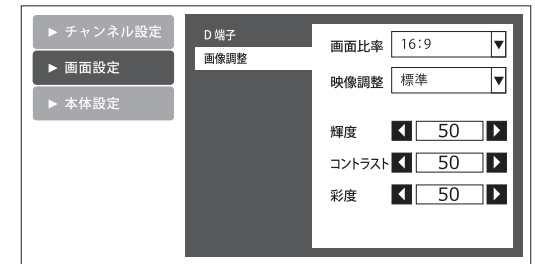 ▶ チャンネル設定
▶ 画面設定
▶ 本体設定
D端子
画像調整
画面比率 16:9 ▼
映像調整 標準 ▼
輝度 ◀ 50 ▶
コントラスト ◀ 50 ▶
彩度 ◀ 50 ▶